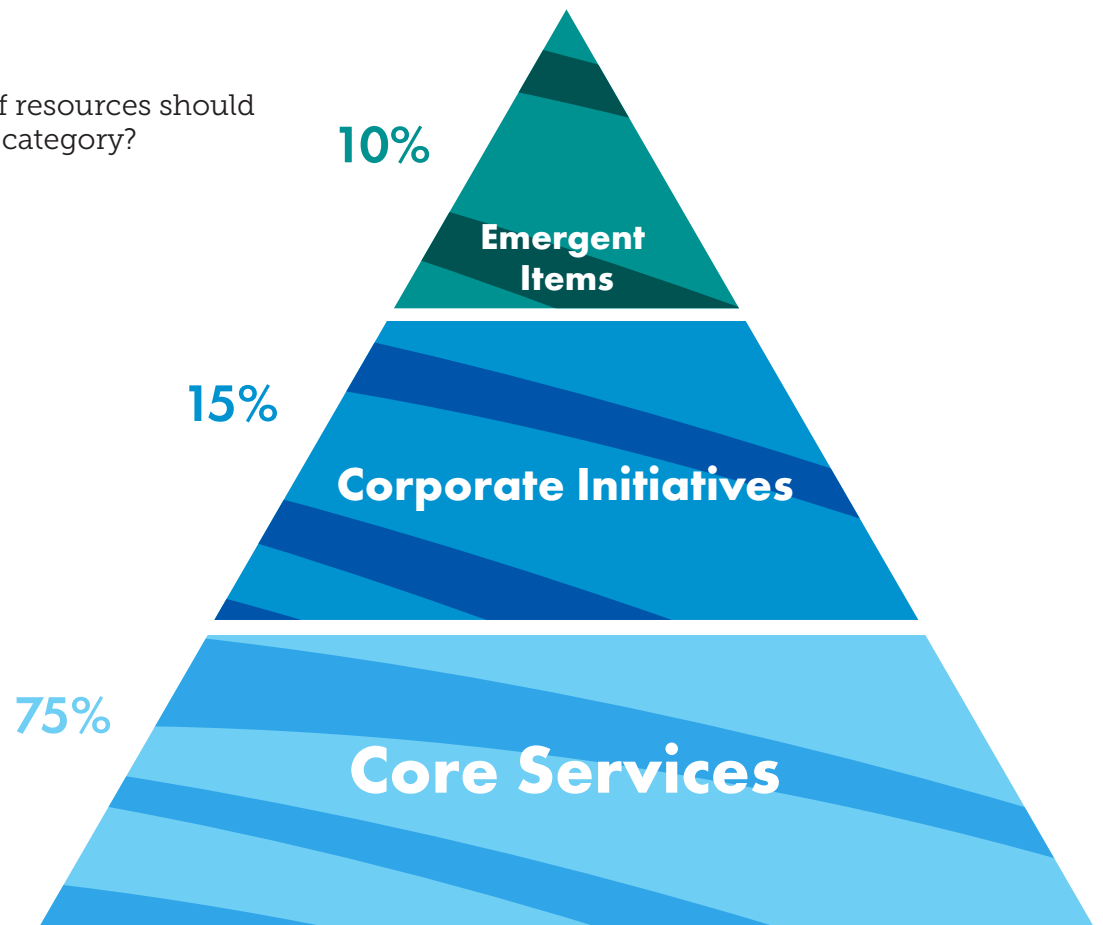 f resources should
category?
10%
Emergent
Items
15%
Corporate Initiatives
75%
Core Services